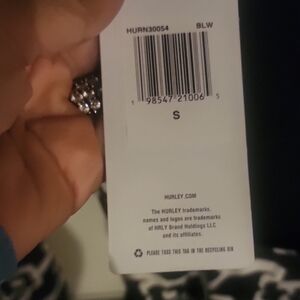 HURN30054 BLW
1 98547 21006 5
S
HURLEY.COM
The HURLEY trademarks,
names and logos are trademarks
of HRLY Brand Holdings LLC
and its affiliates.
PLEASE TOSS THIS TAG IN THE RECYCLING BIN